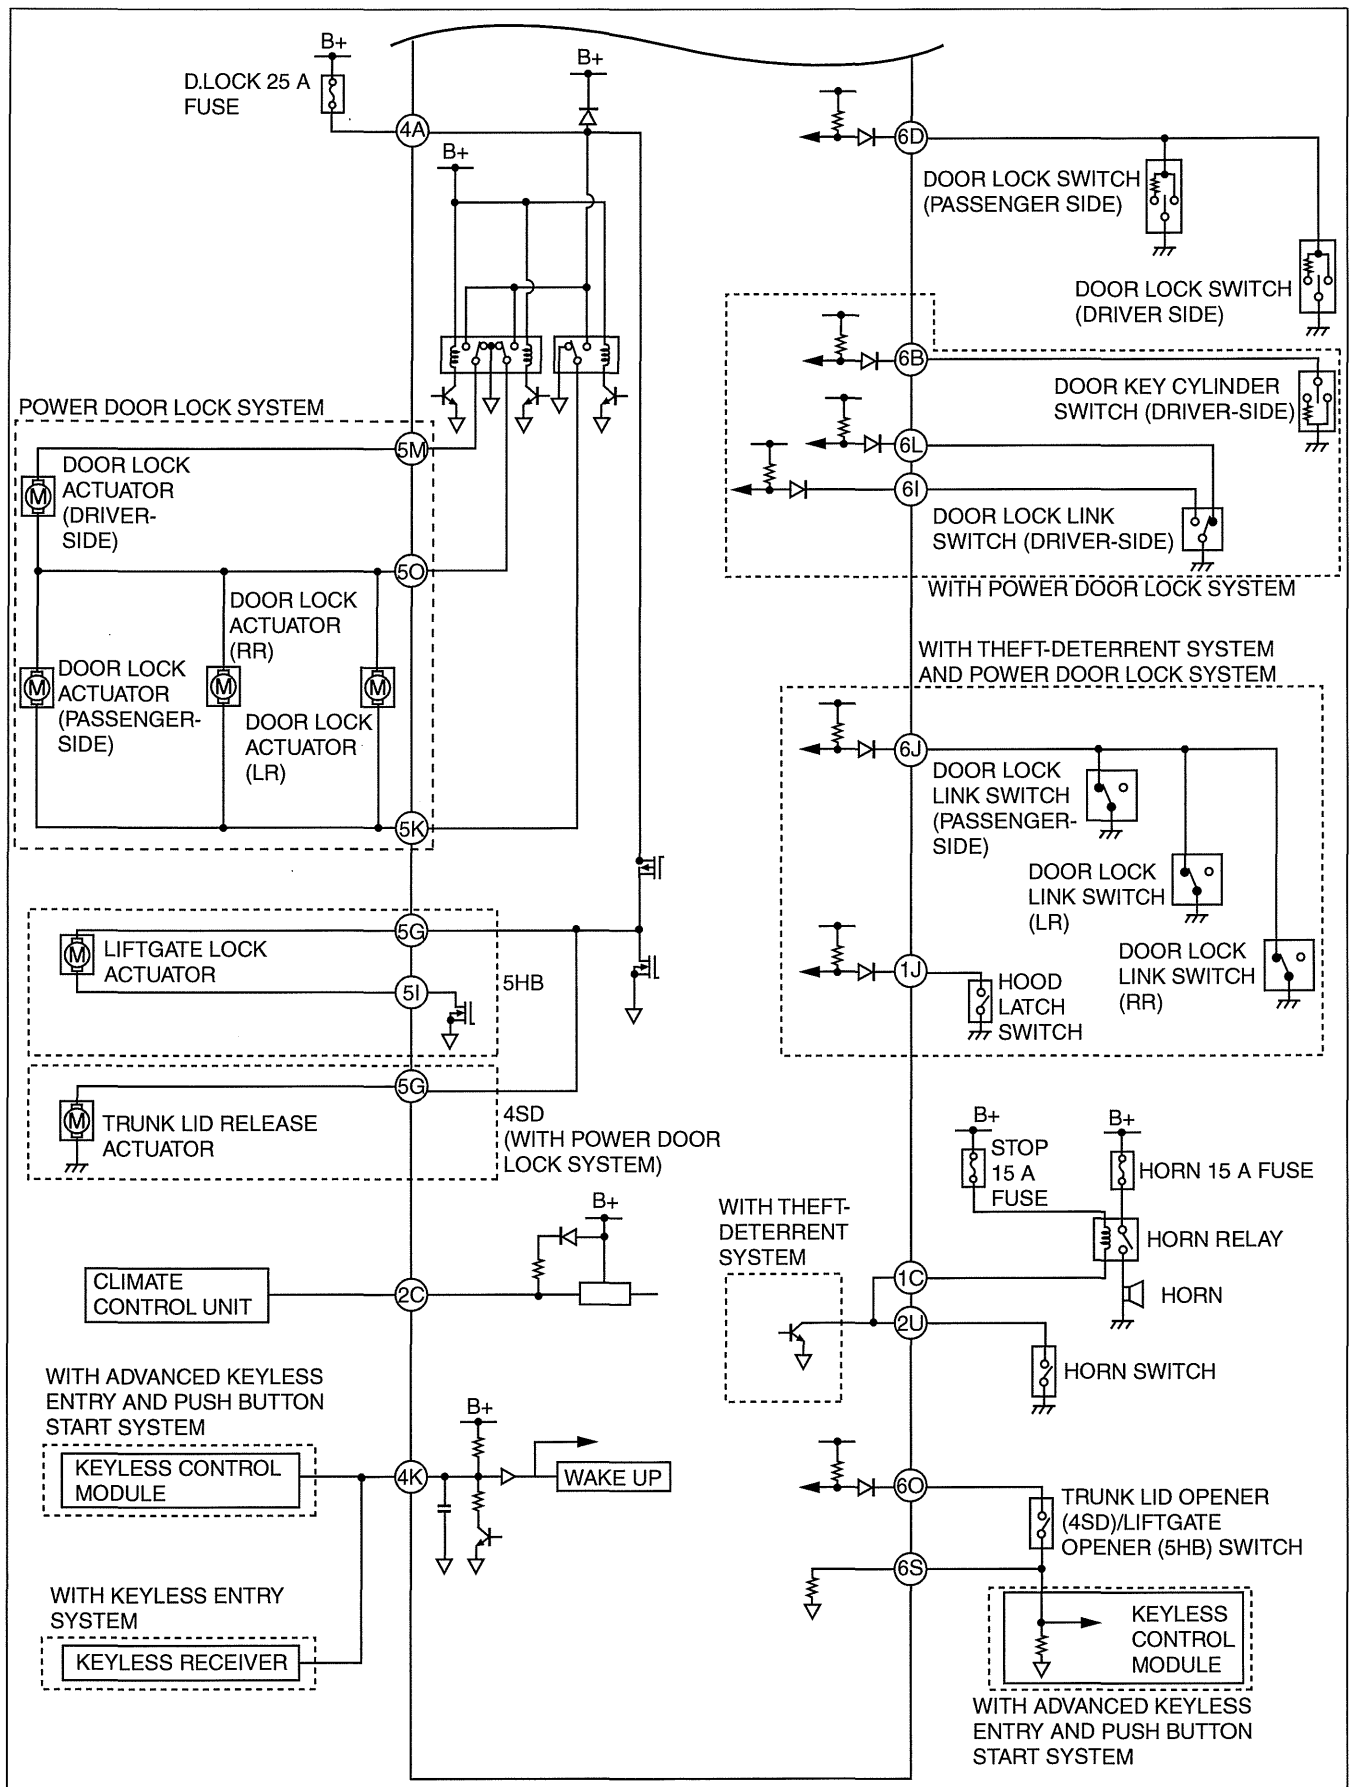 B+
D.LOCK 25 A
FUSE
4A
B+
B+
POWER DOOR LOCK SYSTEM
5M
DOOR LOCK
ACTUATOR
(DRIVER-
SIDE)
M
5O
DOOR LOCK
ACTUATOR
(RR)
M
DOOR LOCK
ACTUATOR
(PASSENGER-
SIDE)
M
M
DOOR LOCK
ACTUATOR
(LR)
5K
5G
M
LIFTGATE LOCK
ACTUATOR
5I
5HB
5G
M
TRUNK LID RELEASE
ACTUATOR
4SD
(WITH POWER DOOR
LOCK SYSTEM)
B+
CLIMATE
CONTROL UNIT
2C
WITH ADVANCED KEYLESS
ENTRY AND PUSH BUTTON
START SYSTEM
KEYLESS CONTROL
MODULE
4K
B+
WAKE UP
WITH KEYLESS ENTRY
SYSTEM
KEYLESS RECEIVER
6D
DOOR LOCK SWITCH
(PASSENGER SIDE)
DOOR LOCK SWITCH
(DRIVER SIDE)
6B
DOOR KEY CYLINDER
SWITCH (DRIVER-SIDE)
6L
6I
DOOR LOCK LINK
SWITCH (DRIVER-SIDE)
WITH POWER DOOR LOCK SYSTEM
WITH THEFT-DETERRENT SYSTEM
AND POWER DOOR LOCK SYSTEM
6J
DOOR LOCK
LINK SWITCH
(PASSENGER-
SIDE)
DOOR LOCK
LINK SWITCH
(LR)
DOOR LOCK
LINK SWITCH
(RR)
1J
HOOD
LATCH
SWITCH
B+
STOP
15 A
FUSE
B+
HORN 15 A FUSE
HORN RELAY
WITH THEFT-
DETERRENT
SYSTEM
1C
HORN
2U
HORN SWITCH
6O
TRUNK LID OPENER
(4SD)/LIFTGATE
OPENER (5HB) SWITCH
6S
KEYLESS
CONTROL
MODULE
WITH ADVANCED KEYLESS
ENTRY AND PUSH BUTTON
START SYSTEM